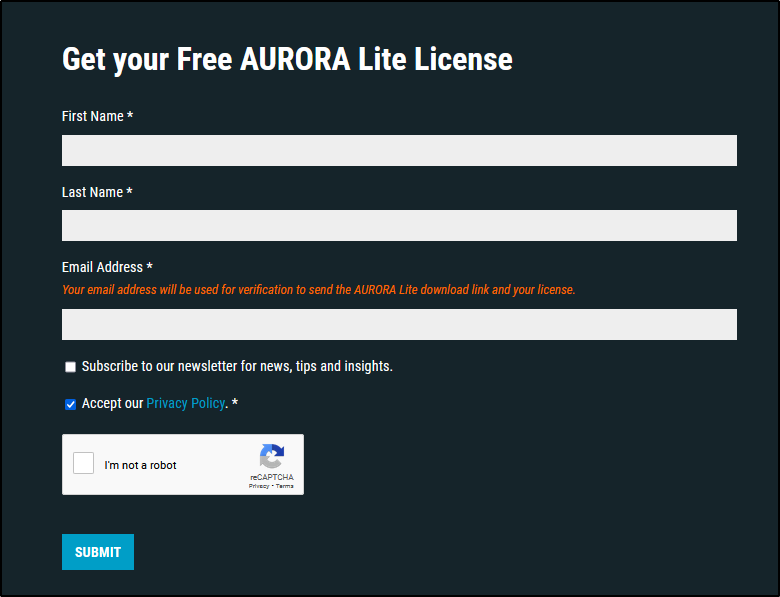 Get your Free AURORA Lite License
First Name *
Last Name *
Email Address *
Your email address will be used for verification to send the AURORA Lite download link and your license.
Subscribe to our newsletter for news, tips and insights.
Accept our Privacy Policy. *
I'm not a robot
reCAPTCHA
Privacy - Terms
SUBMIT